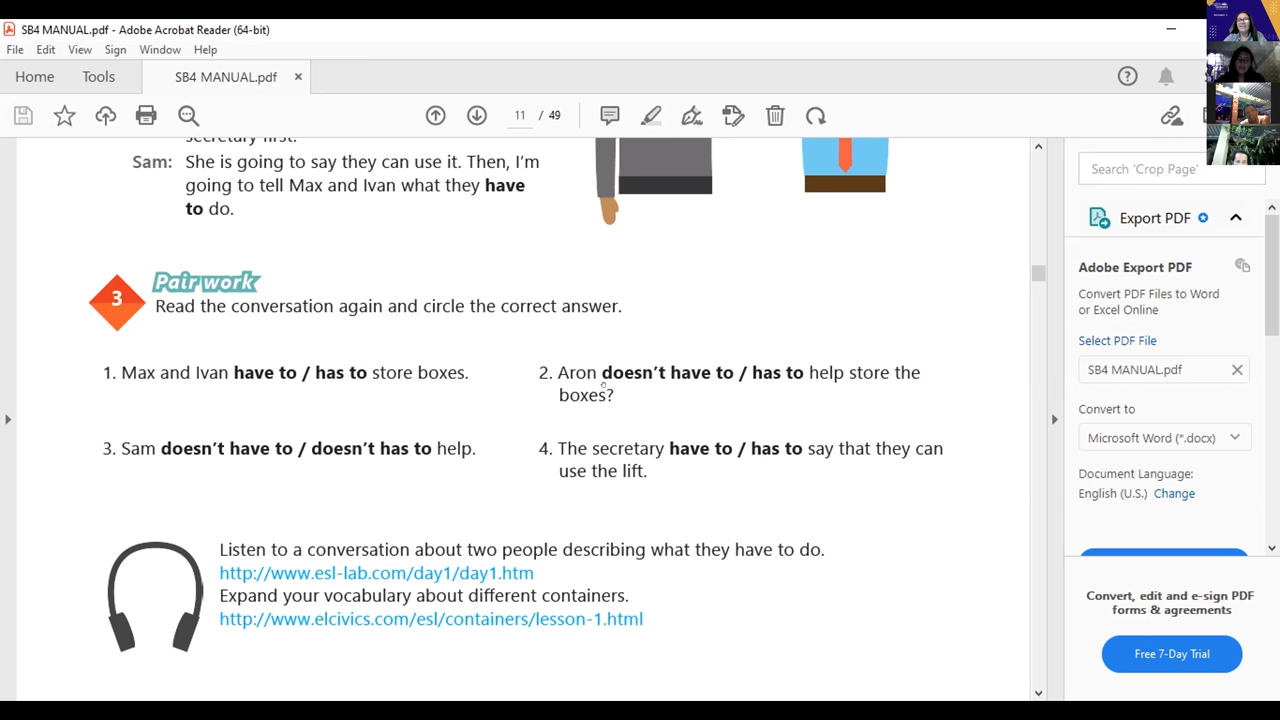 SB4 MANUAL.pdf - Adobe Acrobat Reader (64-bit)
File Edit View Sign Window Help
Home Tools SB4 MANUAL.pdf ×
11 / 49
secretary first.
Sam: She is going to say they can use it. Then, I'm
going to tell Max and Ivan what they have
to do.
3
Pair work
Read the conversation again and circle the correct answer.
1. Max and Ivan have to / has to store boxes.
2. Aron doesn't have to / has to help store the
boxes?
3. Sam doesn't have to / doesn't has to help.
4. The secretary have to / has to say that they can
use the lift.
Listen to a conversation about two people describing what they have to do.
http://www.esl-lab.com/day1/day1.htm
Expand your vocabulary about different containers.
http://www.elcivics.com/esl/containers/lesson-1.html
Search 'Crop Page'
Export PDF
Adobe Export PDF
Convert PDF Files to Word
or Excel Online
Select PDF File
SB4 MANUAL.pdf
Convert to
Microsoft Word (*.docx)
Document Language:
English (U.S.) Change
Convert, edit and e-sign PDF
forms & agreements
Free 7-Day Trial